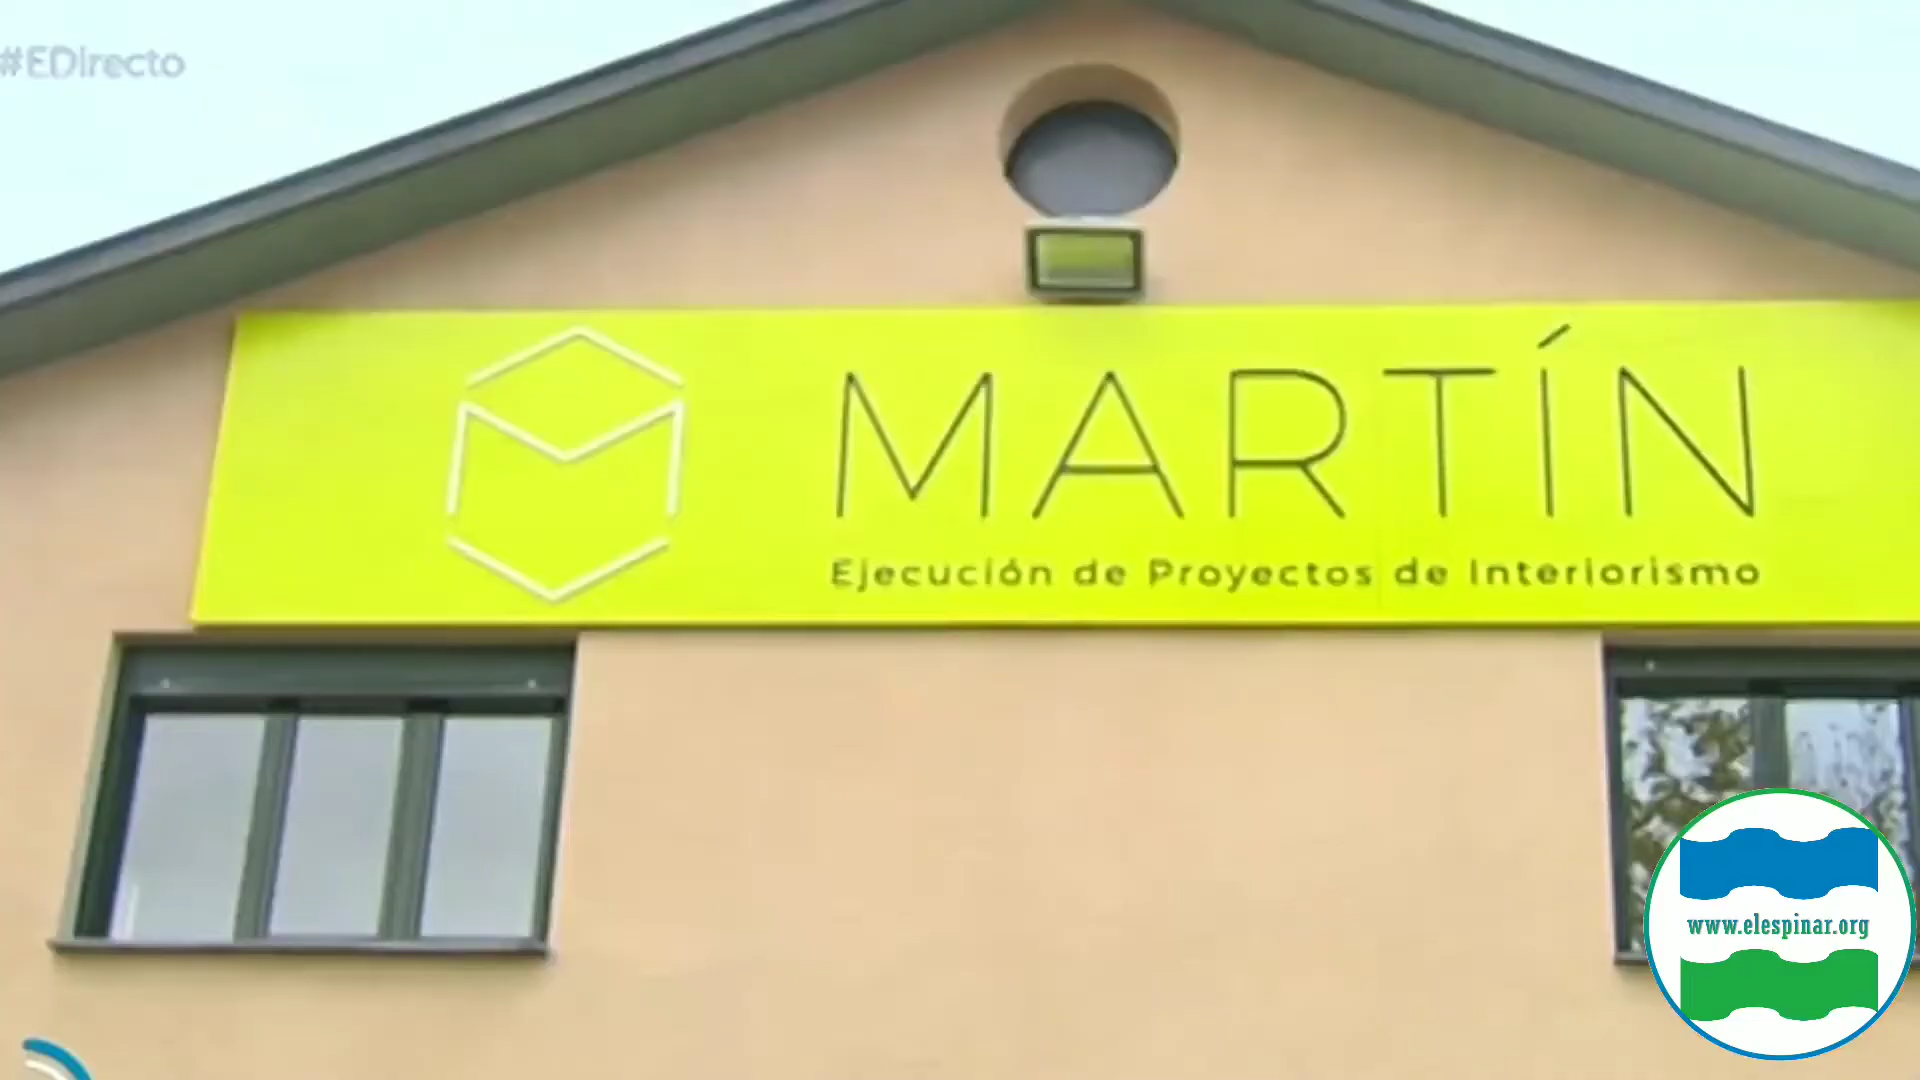 #EDirecto
MARTÍN
Ejecución de Proyectos de Interiorismo
www.elespinar.org